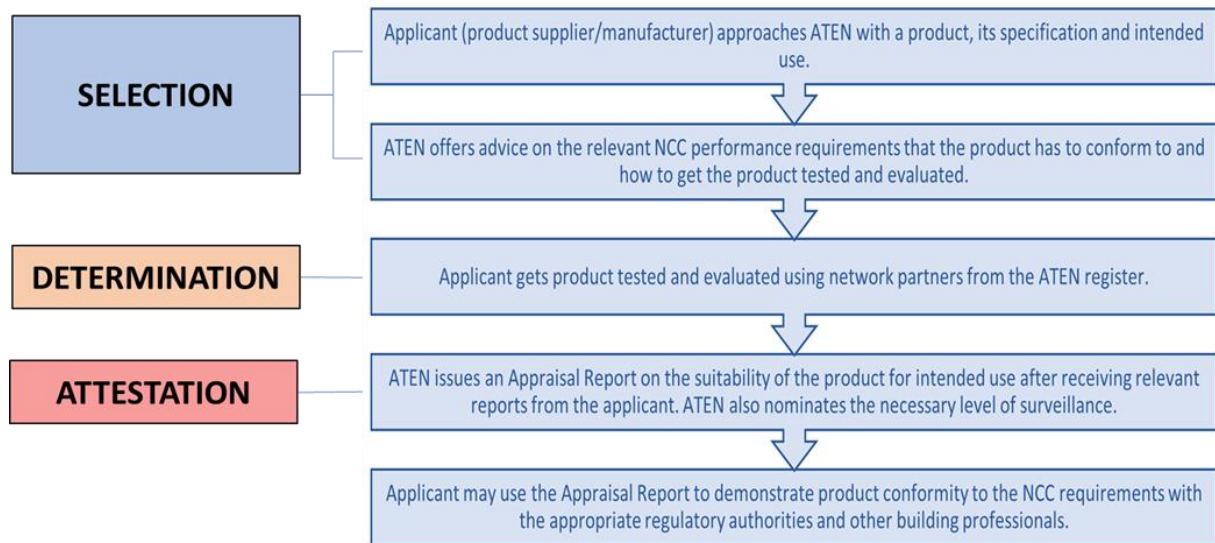 SELECTION
Applicant (product supplier/manufacturer) approaches ATEN with a product, its specification and intended
use.
ATEN offers advice on the relevant NCC performance requirements that the product has to conform to and
how to get the product tested and evaluated.
DETERMINATION
Applicant gets product tested and evaluated using network partners from the ATEN register.
ATTESTATION
ATEN issues an Appraisal Report on the suitability of the product for intended use after receiving relevant
reports from the applicant. ATEN also nominates the necessary level of surveillance.
Applicant may use the Appraisal Report to demonstrate product conformity to the NCC requirements with
the appropriate regulatory authorities and other building professionals.